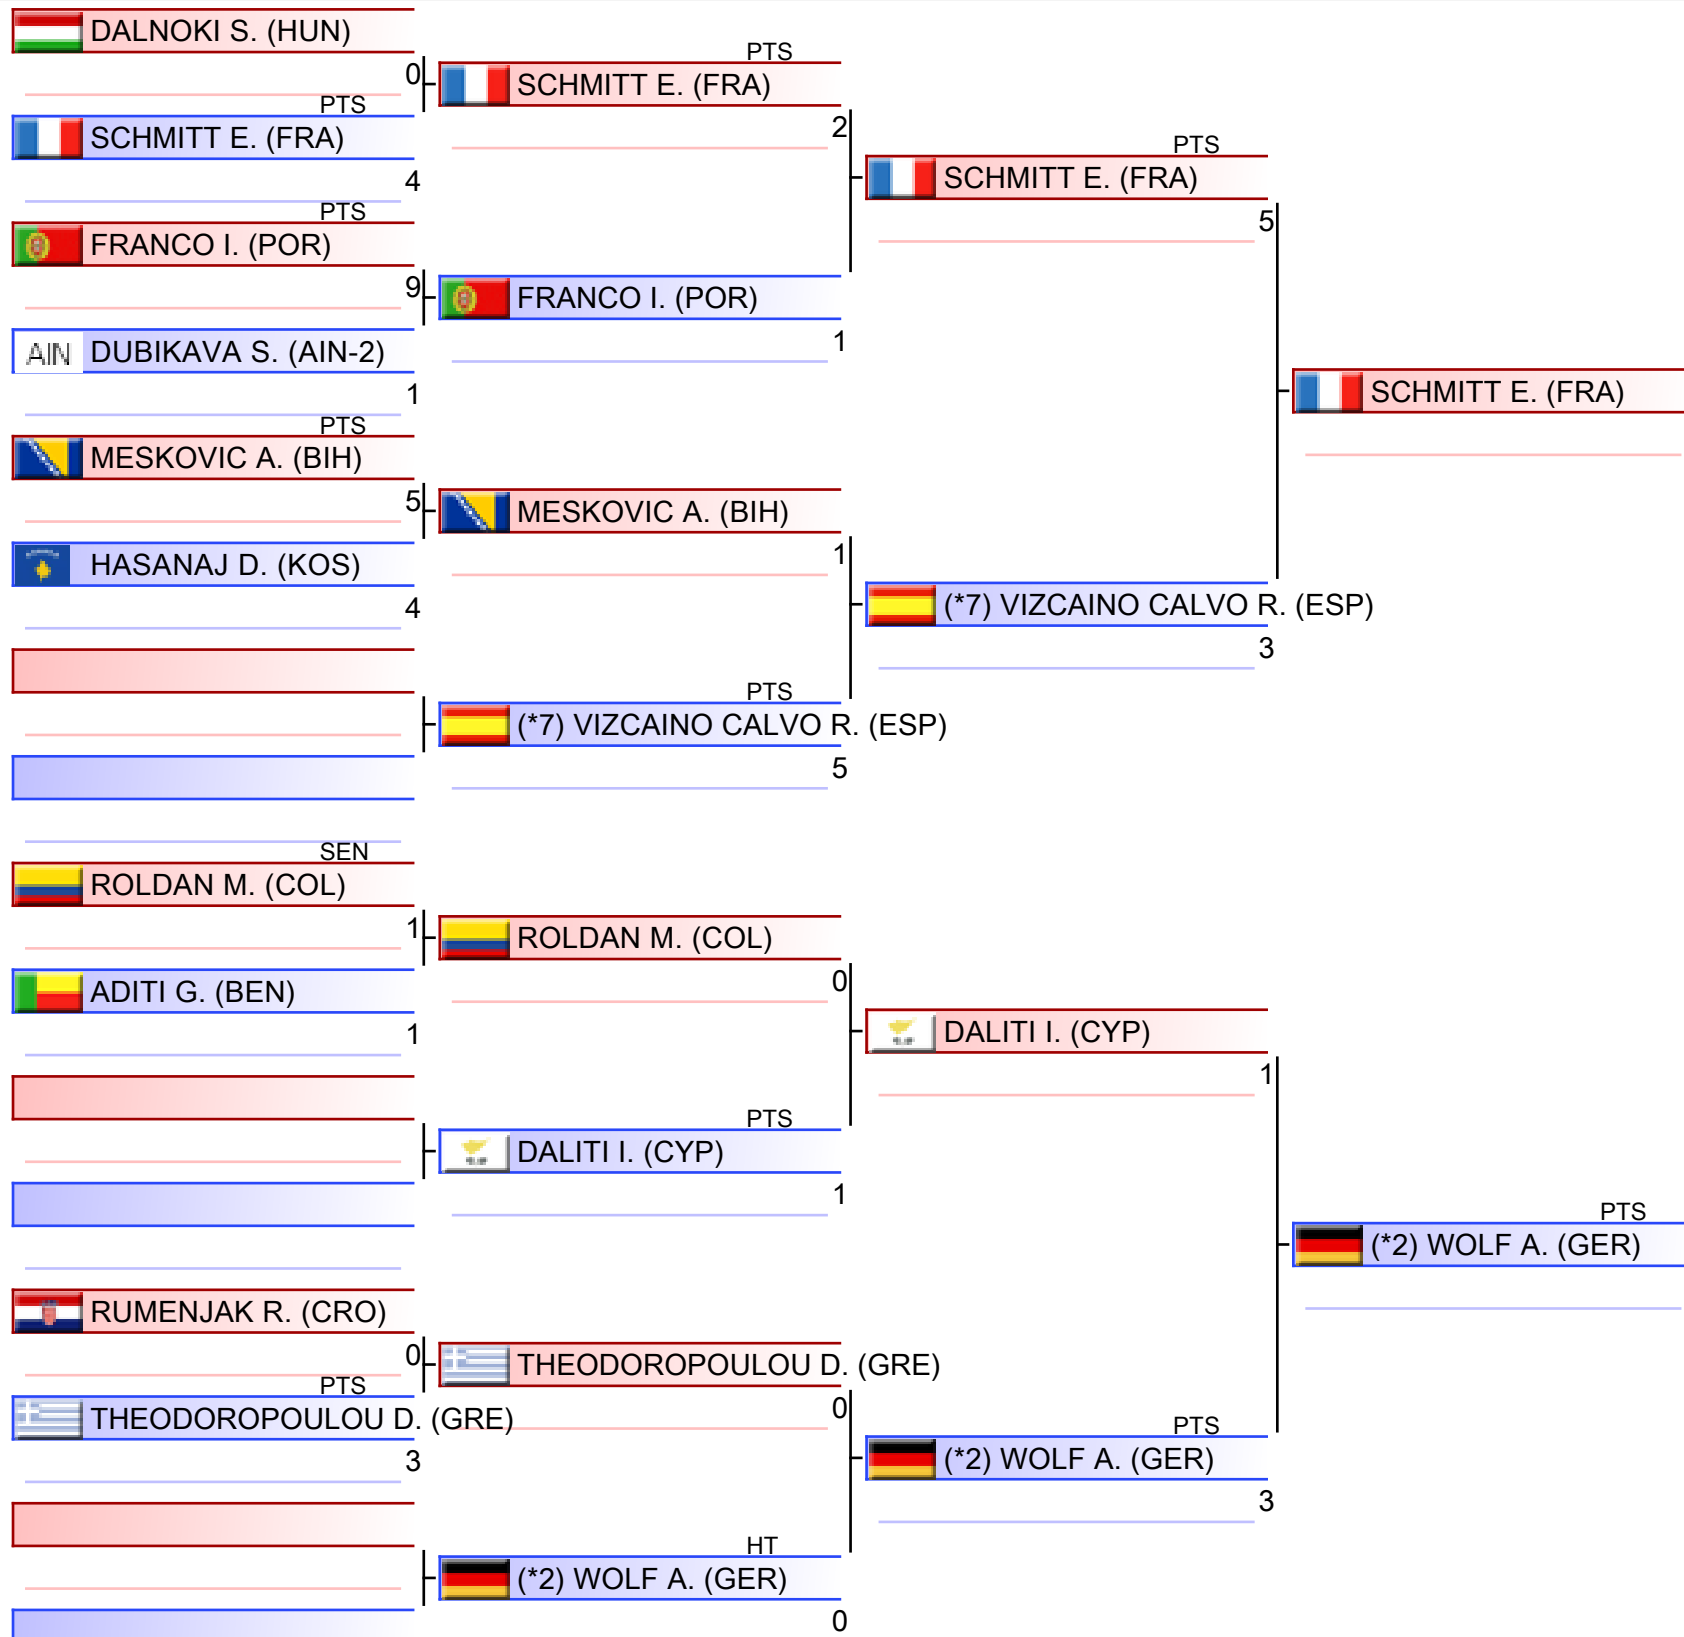 DALNOKI S. (HUN)
0
PTS
SCHMITT E. (FRA)
4
PTS
FRANCO I. (POR)
9
AIN DUBIKAVA S. (AIN-2)
1
PTS
MESKOVIC A. (BIH)
5
HASANAJ D. (KOS)
4
SEN
ROLDAN M. (COL)
1
ADITI G. (BEN)
1
RUMENJAK R. (CRO)
0
PTS
THEODOROPOULOU D. (GRE)
3
PTS
SCHMITT E. (FRA)
2
FRANCO I. (POR)
1
MESKOVIC A. (BIH)
1
PTS
(*7) VIZCAINO CALVO R. (ESP)
5
ROLDAN M. (COL)
0
PTS
DALITI I. (CYP)
1
THEODOROPOULOU D. (GRE)
0
HT
(*2) WOLF A. (GER)
0
PTS
SCHMITT E. (FRA)
5
(*7) VIZCAINO CALVO R. (ESP)
3
DALITI I. (CYP)
1
PTS
(*2) WOLF A. (GER)
3
SCHMITT E. (FRA)
PTS
(*2) WOLF A. (GER)